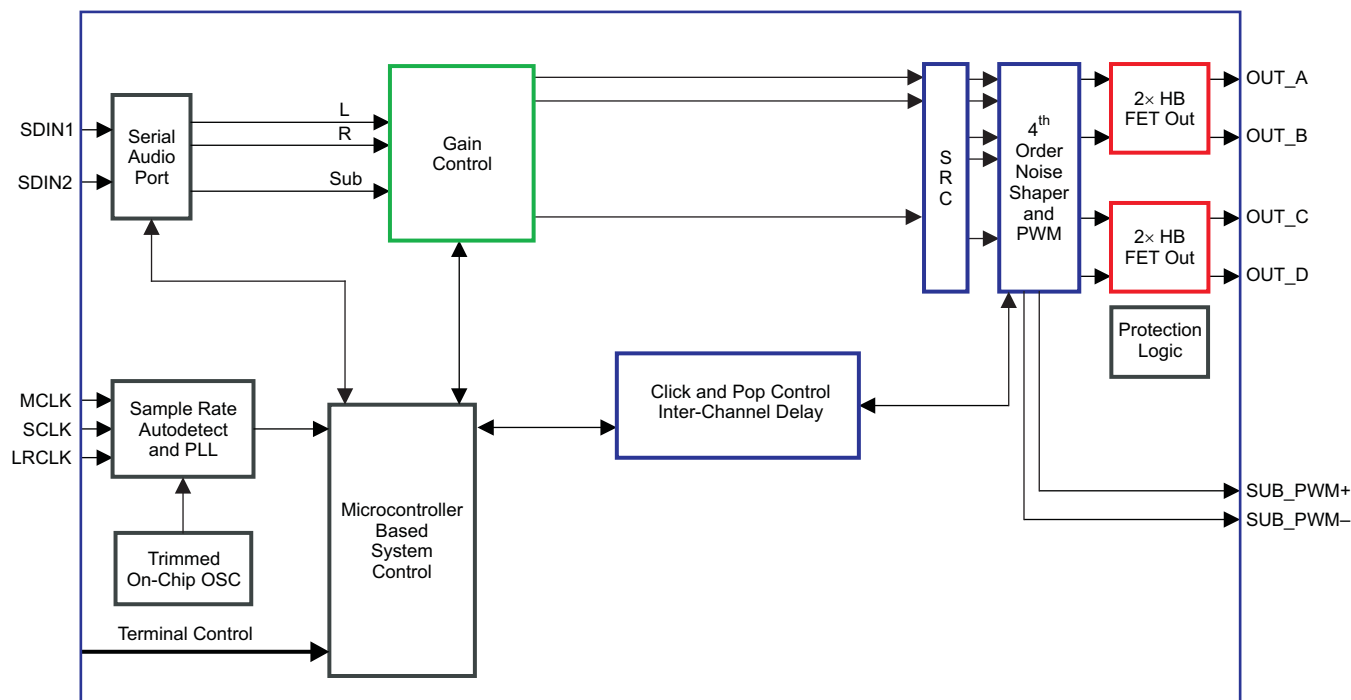 SDIN1
SDIN2
Serial
Audio
Port
L
R
Sub
Gain
Control
S
R
C
4th
Order
Noise
Shaper
and
PWM
2× HB
FET Out
OUT_A
OUT_B
2× HB
FET Out
OUT_C
OUT_D
Protection
Logic
MCLK
SCLK
LRCLK
Sample Rate
Autodetect
and PLL
Click and Pop Control
Inter-Channel Delay
Microcontroller
Based
System
Control
SUB_PWM+
SUB_PWM–
Trimmed
On-Chip OSC
Terminal Control